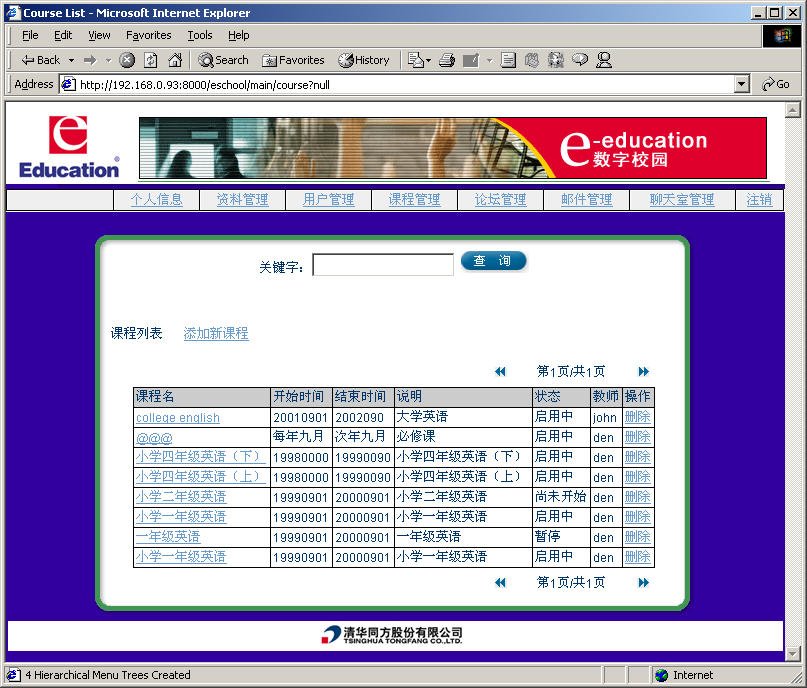 Course List - Microsoft Internet Explorer
File Edit View Favorites Tools Help
Back Search Favorites History
Address http://192.168.0.93:8000/eschool/main/course?null Go
e Education
e-education
数字校园
个人信息 资料管理 用户管理 课程管理 论坛管理 邮件管理 聊天室管理 注销
关键字: 查 询
课程列表 添加新课程
第1页/共1页
课程名 开始时间 结束时间 说明 状态 教师 操作
college english 20010901 2002090 大学英语 启用中 john 删除
@@@ 每年九月 次年九月 必修课 启用中 den 删除
小学四年级英语（下） 19980000 19990090 小学四年级英语（下） 启用中 den 删除
小学四年级英语（上） 19980000 19990090 小学四年级英语（上） 启用中 den 删除
小学二年级英语 19990901 20000901 小学二年级英语 尚未开始 den 删除
小学一年级英语 19990901 20000901 小学一年级英语 启用中 den 删除
一年级英语 19990901 20000901 一年级英语 暂停 den 删除
小学一年级英语 19990901 20000901 小学一年级英语 启用中 den 删除
第1页/共1页
清华同方股份有限公司
TSINGHUA TONGFANG CO.,LTD.
4 Hierarchical Menu Trees Created Internet